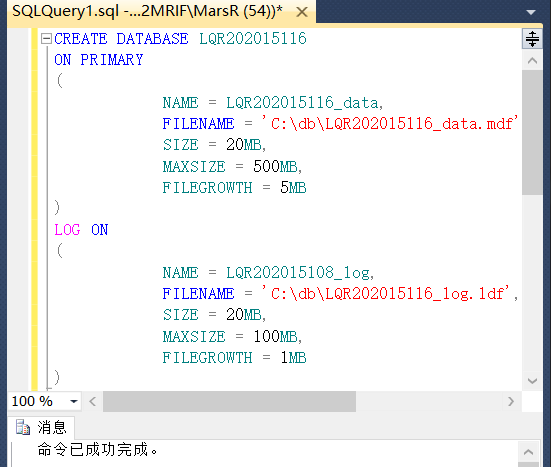 SQLQuery1.sql -...2MRIF\MarsR (54))* ×
CREATE DATABASE LQR202015116
ON PRIMARY
(
NAME = LQR202015116_data,
FILENAME = 'C:\db\LQR202015116_data.mdf'
SIZE = 20MB,
MAXSIZE = 500MB,
FILEGROWTH = 5MB
)
LOG ON
(
NAME = LQR202015108_log,
FILENAME = 'C:\db\LQR202015116_log.ldf',
SIZE = 20MB,
MAXSIZE = 100MB,
FILEGROWTH = 1MB
)
100 %
消息
命令已成功完成。